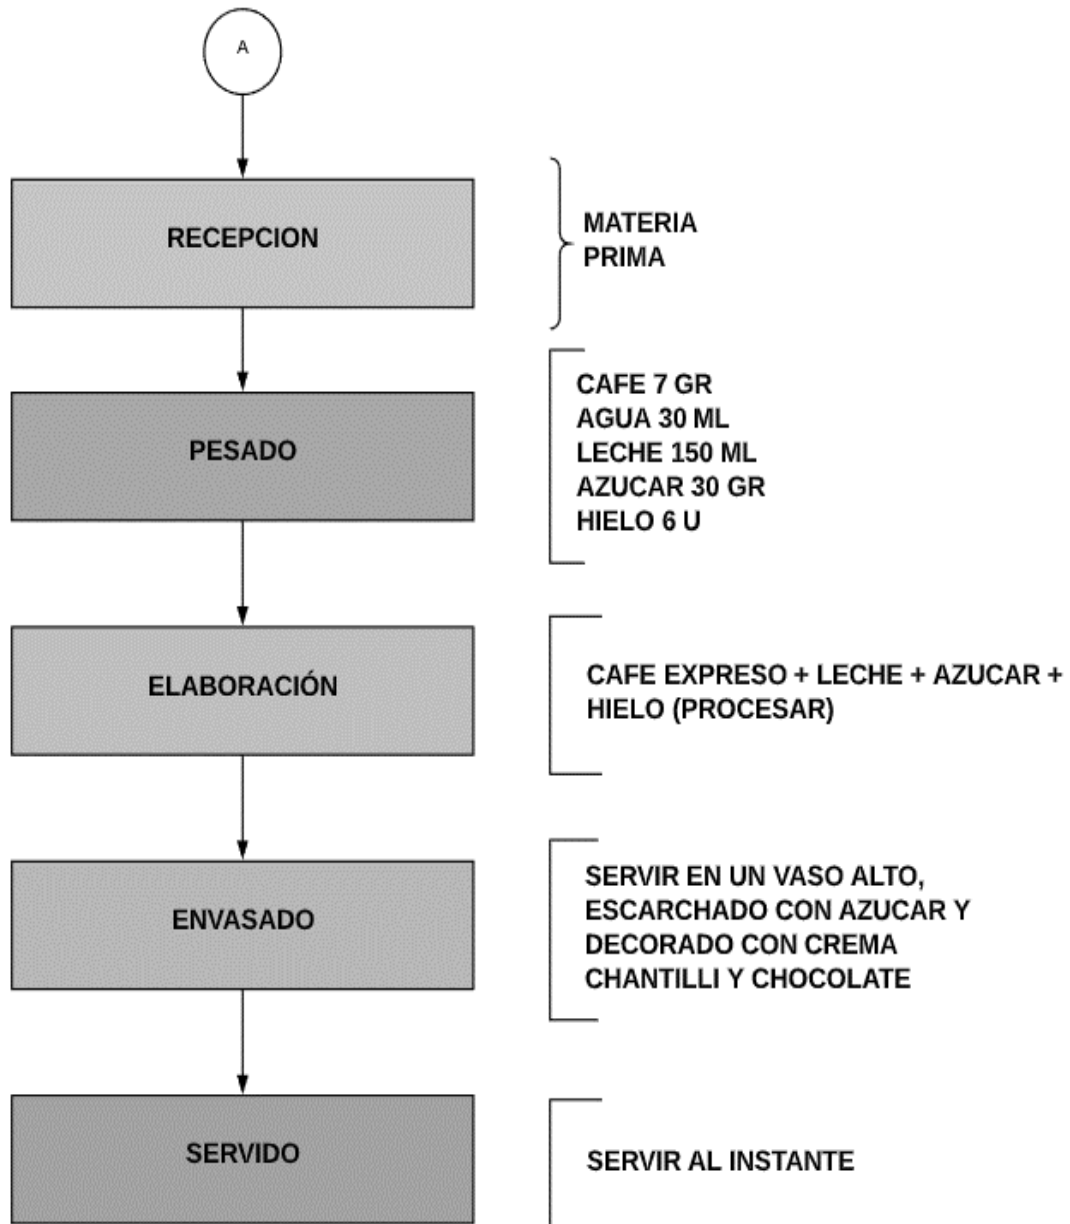 A
RECEPCION
MATERIA
PRIMA
PESADO
CAFE 7 GR
AGUA 30 ML
LECHE 150 ML
AZUCAR 30 GR
HIELO 6 U
ELABORACIÓN
CAFE EXPRESO + LECHE + AZUCAR +
HIELO (PROCESAR)
ENVASADO
SERVIR EN UN VASO ALTO,
ESCARCHADO CON AZUCAR Y
DECORADO CON CREMA
CHANTILLI Y CHOCOLATE
SERVIDO
SERVIR AL INSTANTE